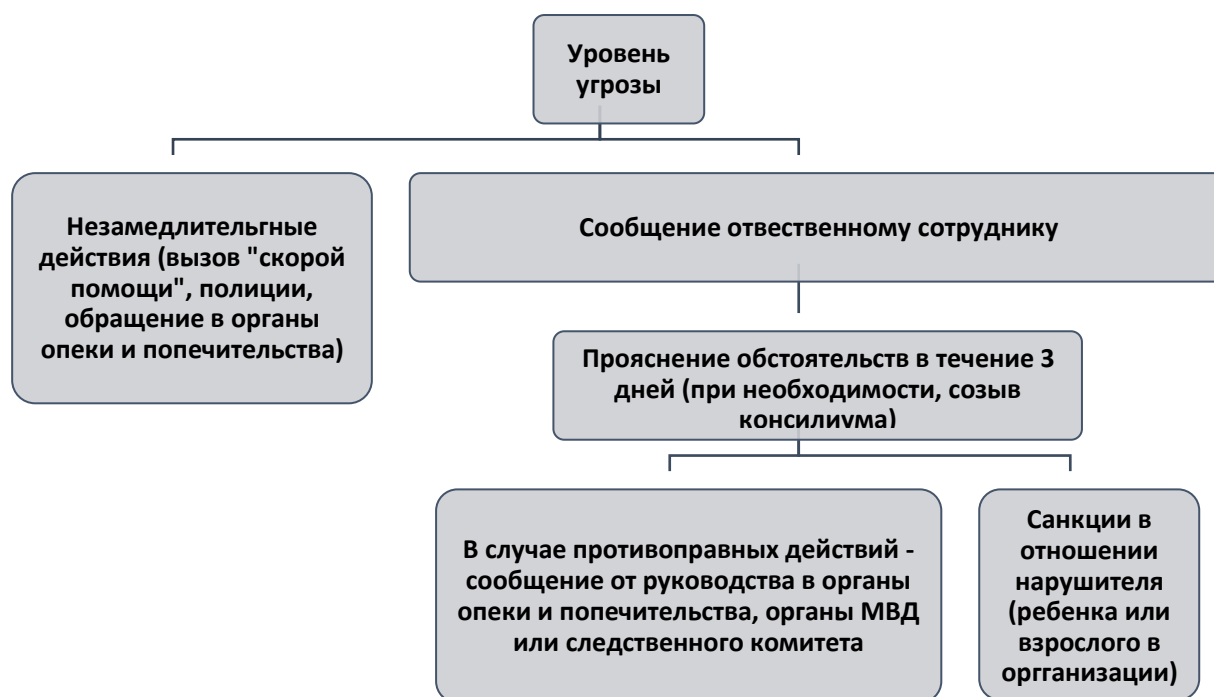 Уровень
угрозы
Незамедлительгные
действия (вызов "скорой
помощи", полиции,
обращение в органы
опеки и попечительства)
Сообщение отвественному сотруднику
Прояснение обстоятельств в течение 3
дней (при необходимости, созыв
консилиума)
В случае противоправных действий -
сообщение от руководства в органы
опеки и попечительства, органы МВД
или следственного комитета
Санкции в
отношении
нарушителя
(ребенка или
взрослого в
оргганизации)